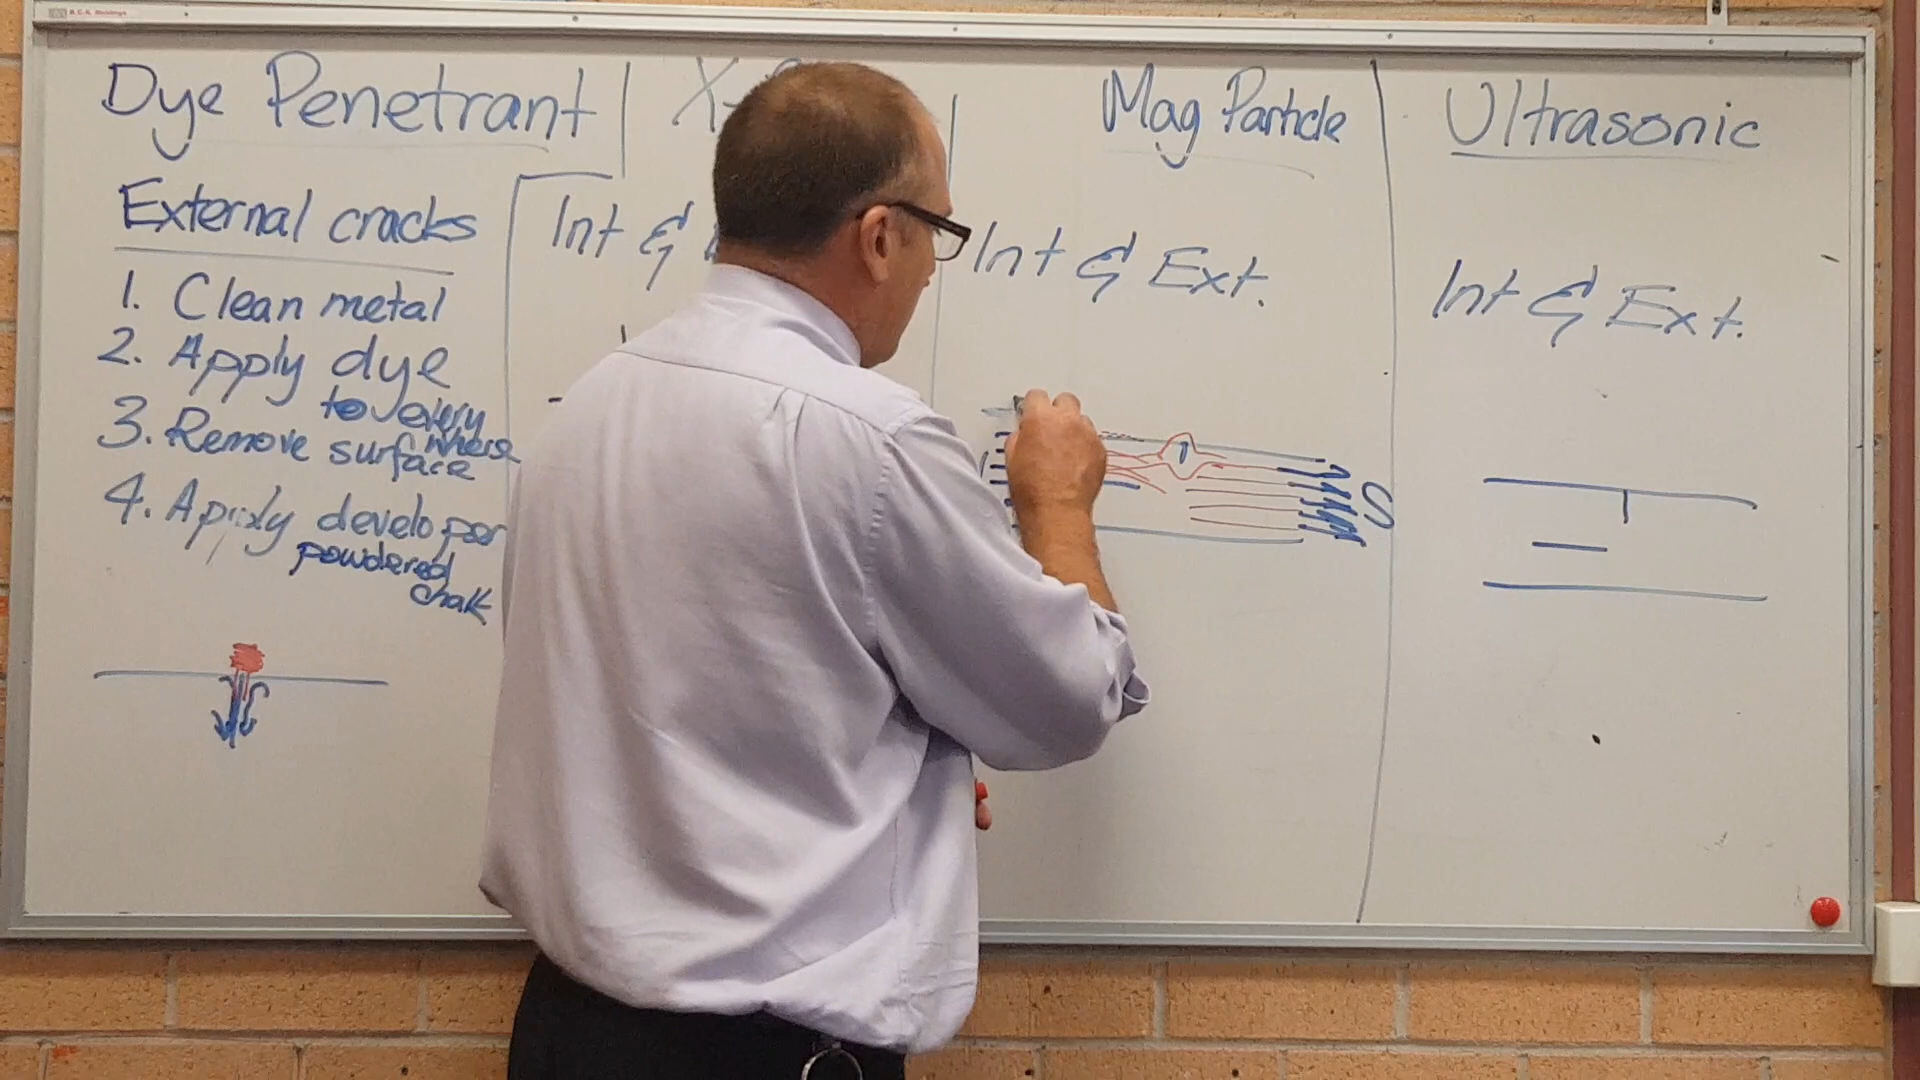 Dye Penetrant
External cracks
1. Clean metal
2. Apply dye
to every
where
3. Remove surface
4. Apply developer
powdered
chalk
Int &
Mag Particle
Int & Ext.
S
Ultrasonic
Int & Ext.